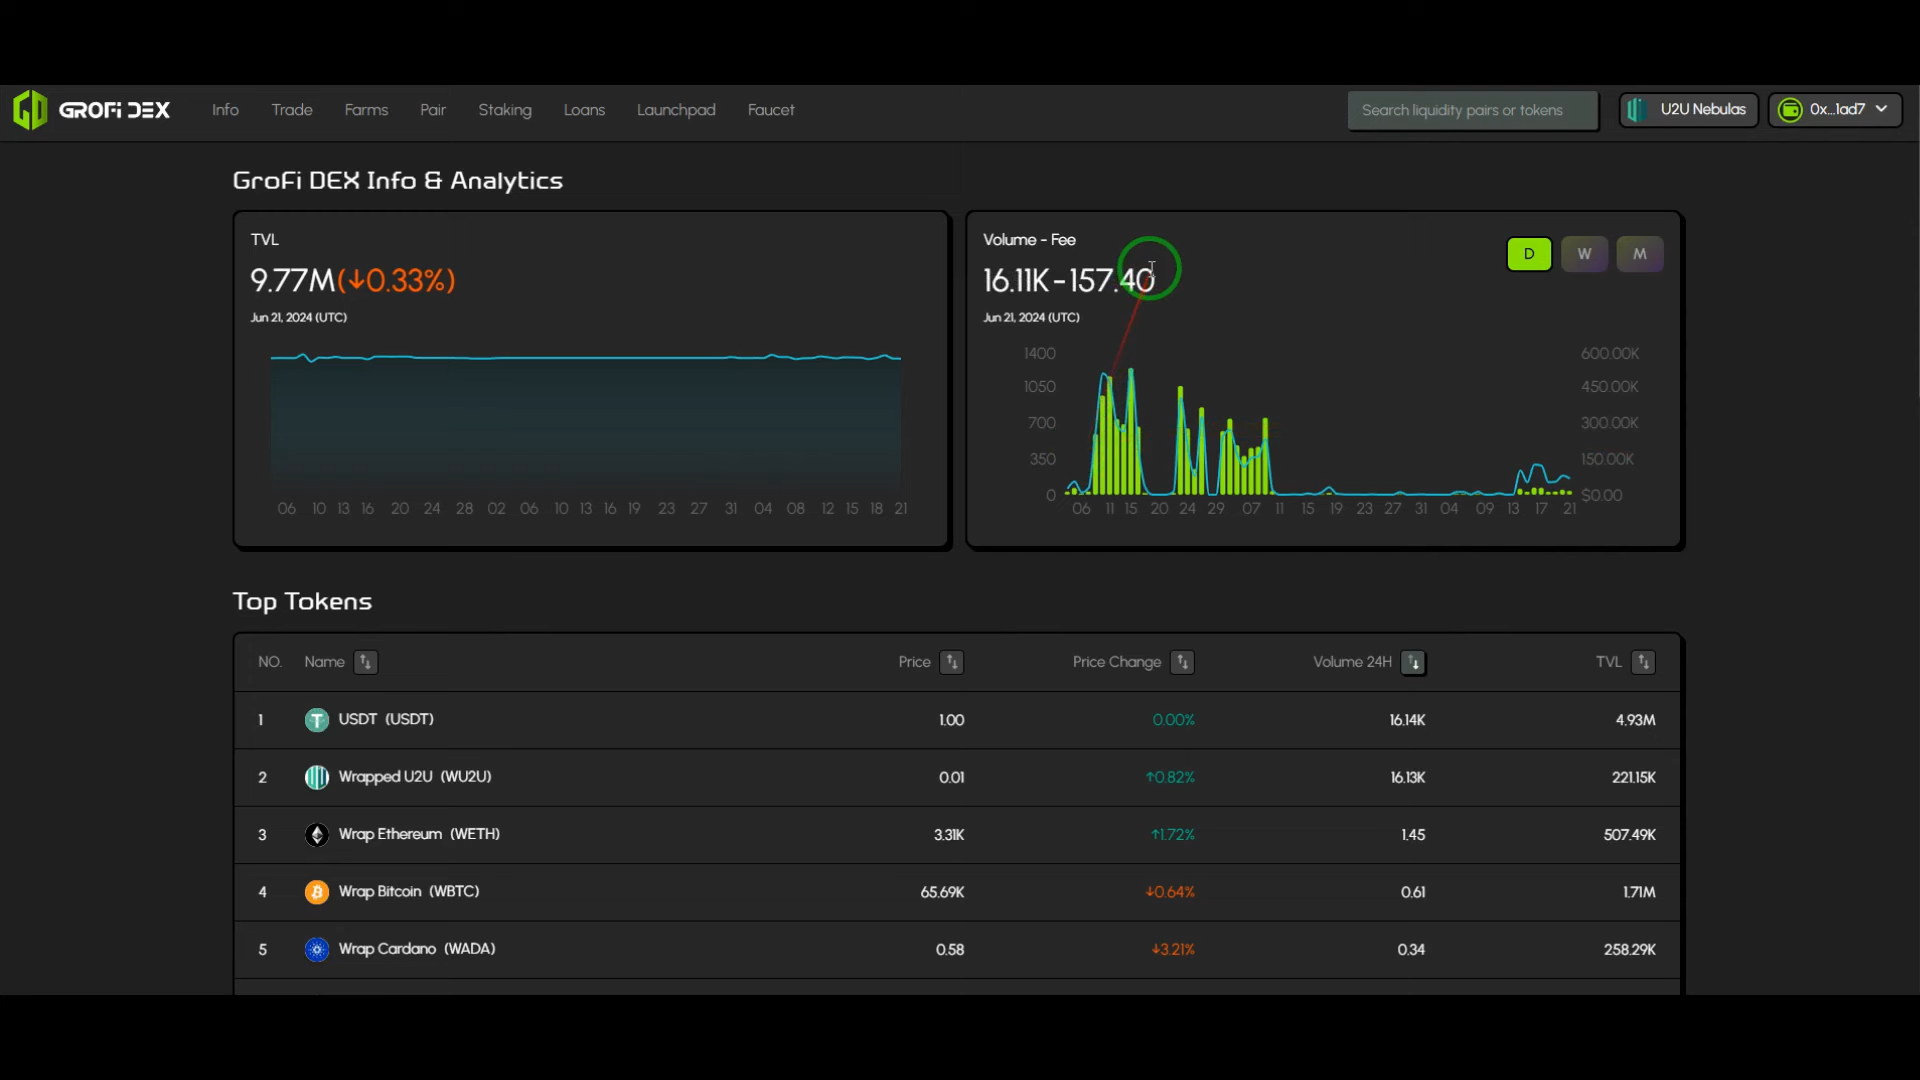 GROFi DEX Info Trade Farms Pair Staking Loans Launchpad Faucet Search liquidity pairs or tokens U2U Nebulas 0x...1ad7
GroFi DEX Info & Analytics
TVL
9.77M(↓0.33%)
Jun 21, 2024 (UTC)
06 10 13 16 20 24 28 02 06 10 13 16 19 23 27 31 04 08 12 15 18 21
Volume - Fee
D W M
16.11K - 157.40
Jun 21, 2024 (UTC)
1400 600.00K
1050 450.00K
700 300.00K
350 150.00K
0 $0.00
06 11 15 20 24 29 07 11 15 19 23 27 31 04 09 13 17 21
Top Tokens
NO. Name Price Price Change Volume 24H TVL
1 USDT (USDT) 1.00 0.00% 16.14K 4.93M
2 Wrapped U2U (WU2U) 0.01 ↑0.82% 16.13K 221.15K
3 Wrap Ethereum (WETH) 3.31K ↑1.72% 1.45 507.49K
4 Wrap Bitcoin (WBTC) 65.69K ↓0.64% 0.61 1.71M
5 Wrap Cardano (WADA) 0.58 ↓3.21% 0.34 258.29K